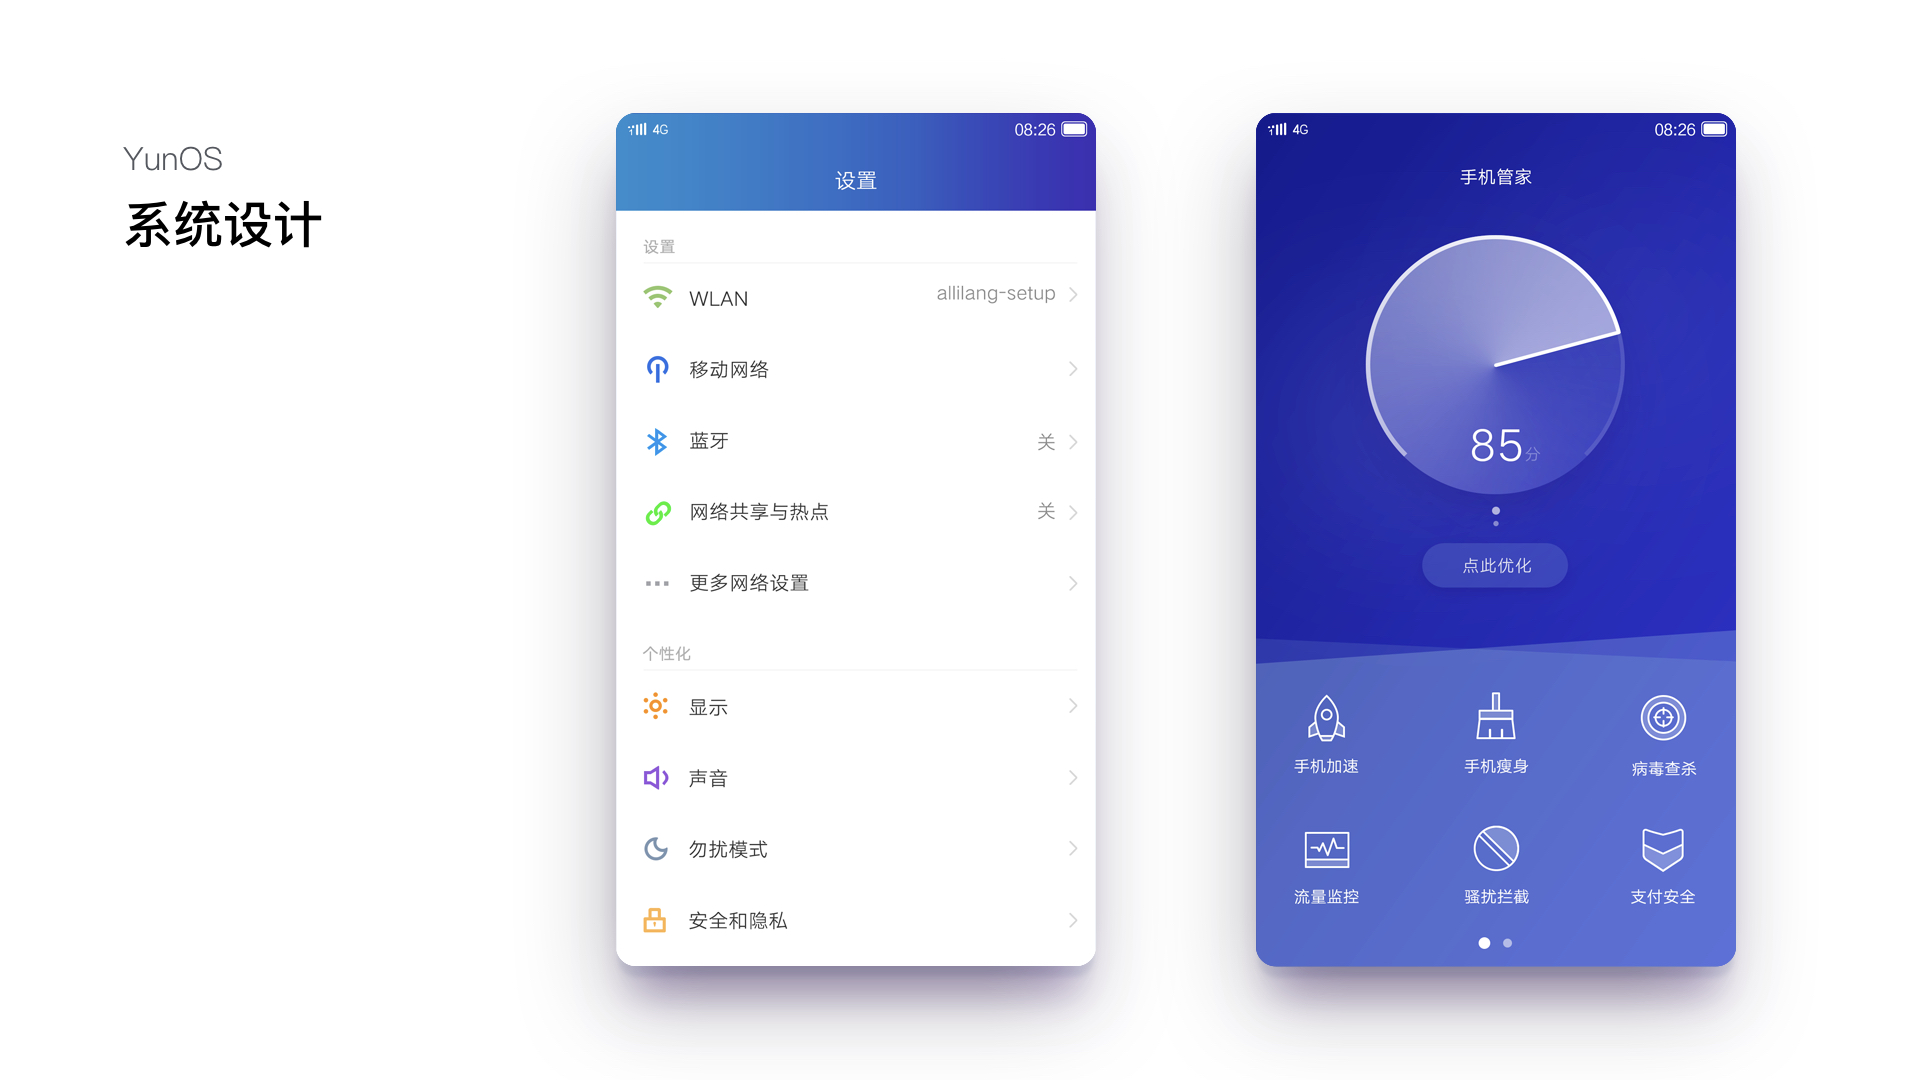 YunOS
系统设计
4G
08:26
设置
设置
WLAN
allilang-setup
移动网络
蓝牙
关
网络共享与热点
关
更多网络设置
个性化
显示
声音
勿扰模式
安全和隐私
4G
08:26
手机管家
85分
点此优化
手机加速
手机瘦身
病毒查杀
流量监控
骚扰拦截
支付安全